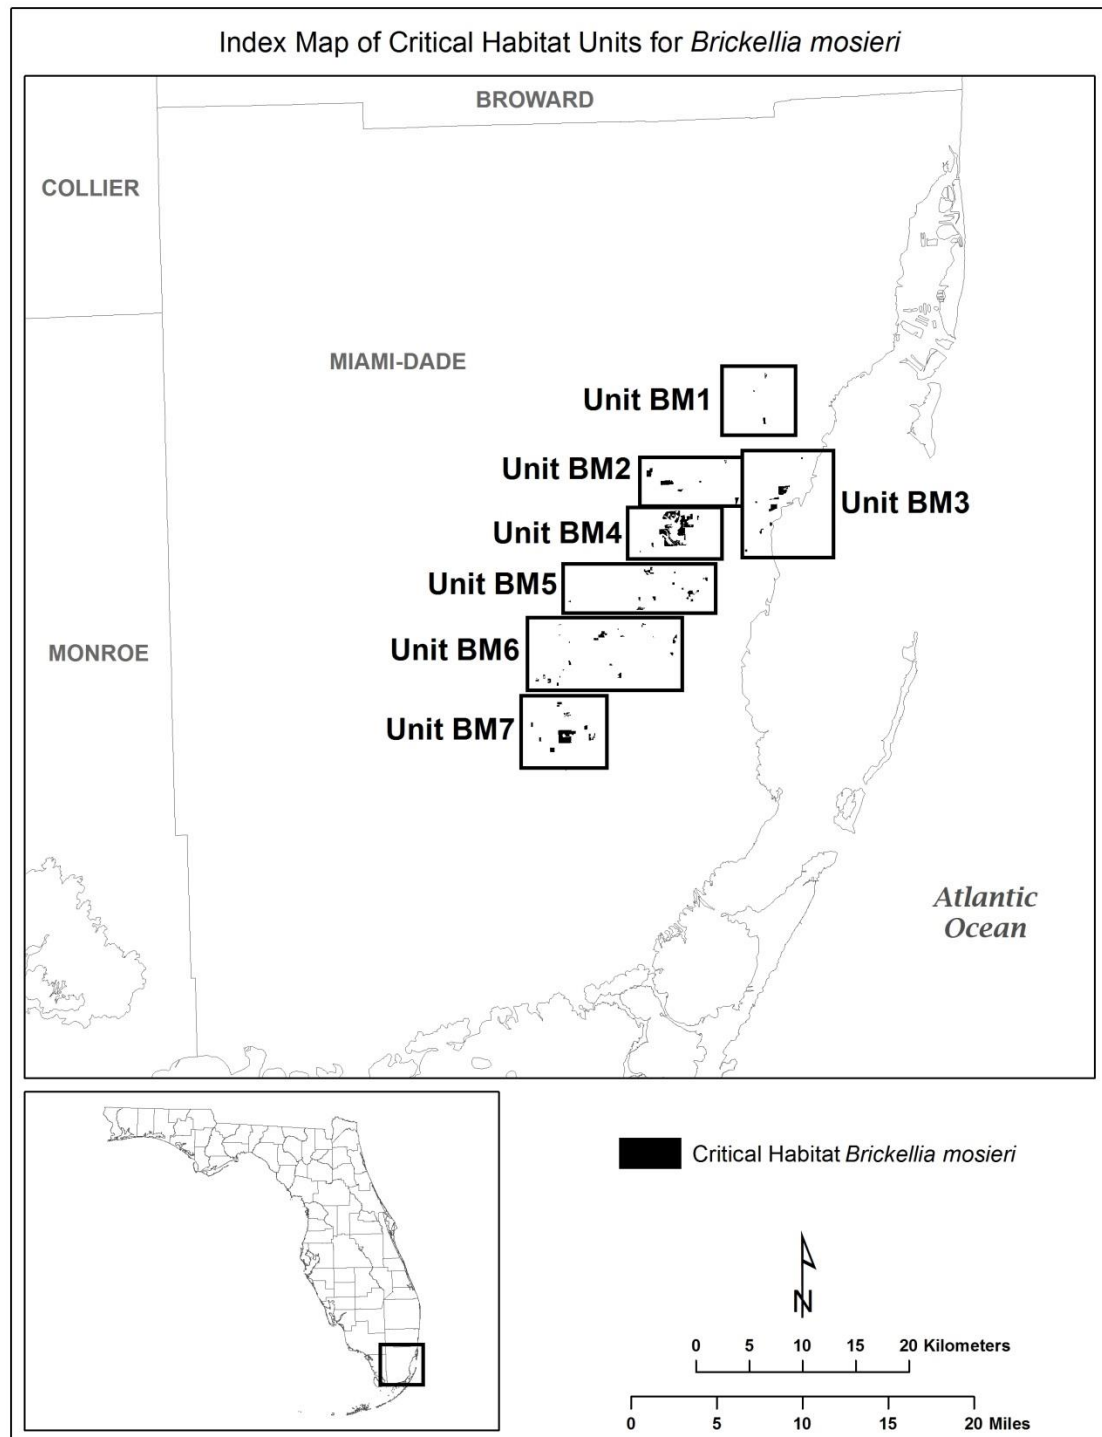 Index Map of Critical Habitat Units for Brickellia mosieri
BROWARD
COLLIER
MIAMI-DADE
Unit BM1
Unit BM2
Unit BM3
Unit BM4
Unit BM5
MONROE
Unit BM6
Unit BM7
Atlantic
Ocean
Critical Habitat Brickellia mosieri
N
0 5 10 15 20 Kilometers
0 5 10 15 20 Miles